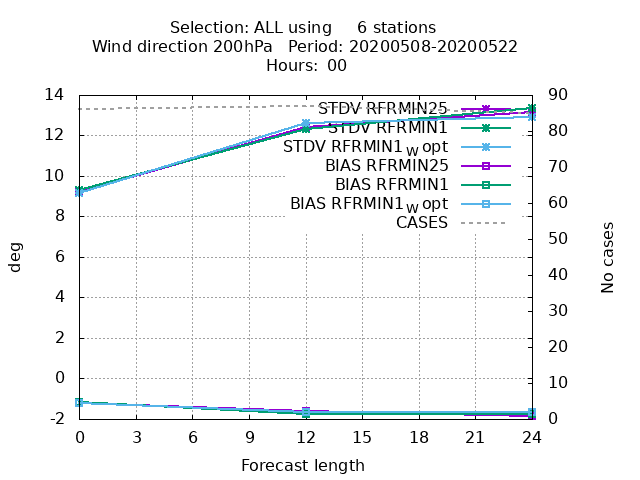 Selection: ALL using     6 stations
Wind direction 200hPa   Period: 20200508-20200522
Hours: 00
14
12
10
8
6
4
2
0
-2
90
80
70
60
50
40
30
20
10
0
STDV RFRMIN25
STDV RFRMIN1
STDV RFRMIN1w opt
BIAS RFRMIN25
BIAS RFRMIN1
BIAS RFRMIN1w opt
CASES
deg
No cases
0 3 6 9 12 15 18 21 24
Forecast length